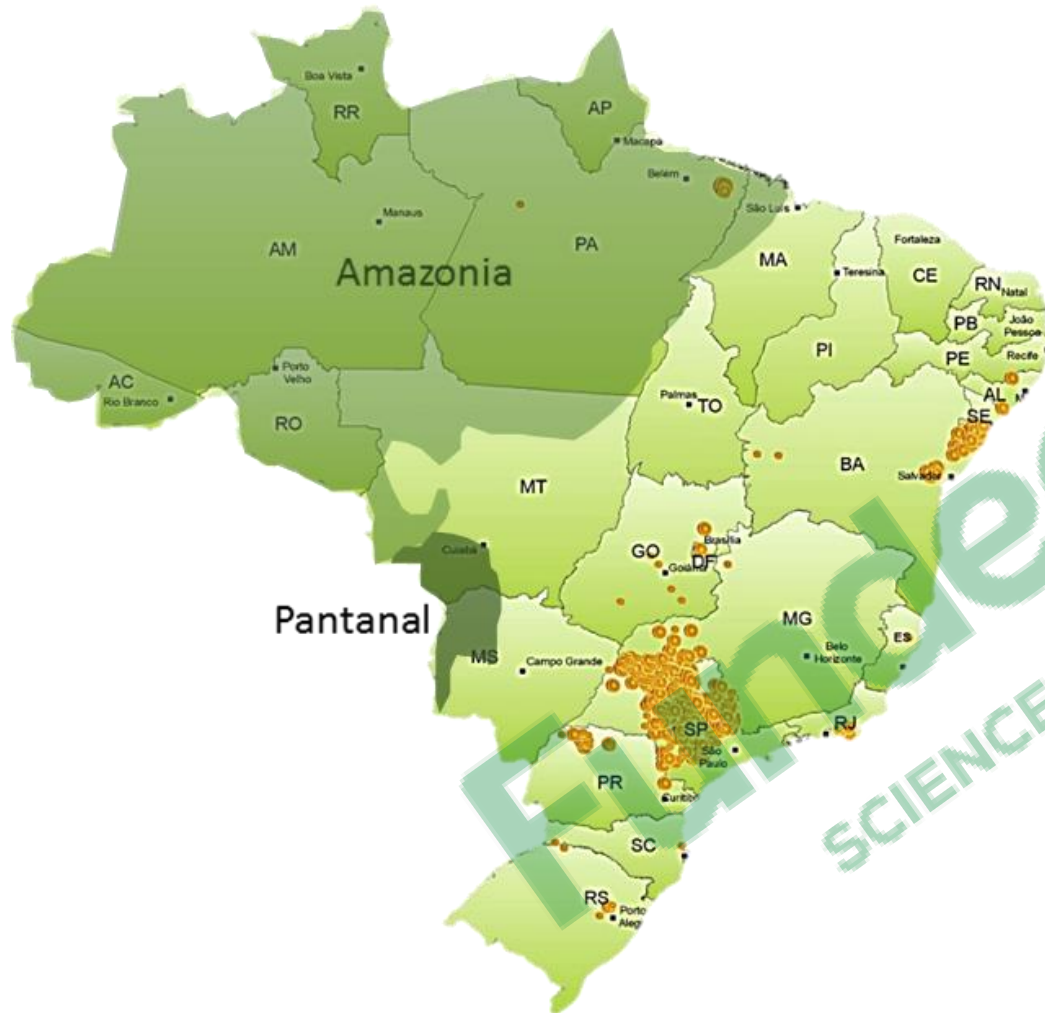 Boa Vista
RR
AP
Macapá
Belém
São Luís
Manaus
AM
PA
Amazonia
MA
Teresina
Fortaleza
CE
RN
Natal
PB
João
Pessoa
PI
PE
Recife
AC
Rio Branco
Porto
Velho
RO
Palmas
TO
AL
SE
BA
Salvador
MT
Cuiabá
GO
Brasília
DF
Goiânia
Pantanal
MS
Campo Grande
MG
Belo
Horizonte
ES
SP
São
Paulo
RJ
PR
SC
RS
Porto
SCIENCE